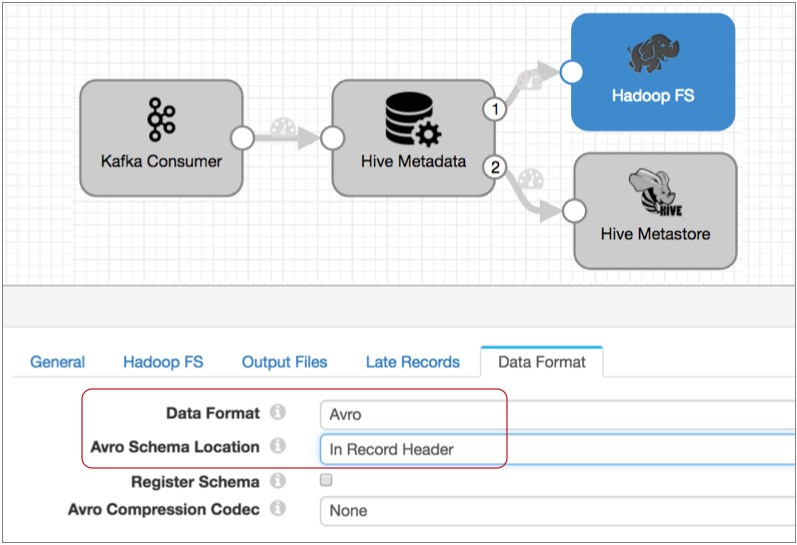 Kafka Consumer
Hive Metadata
1
2
Hadoop FS
HIVE
Hive Metastore
General Hadoop FS Output Files Late Records Data Format
Data Format Avro
Avro Schema Location In Record Header
Register Schema
Avro Compression Codec None